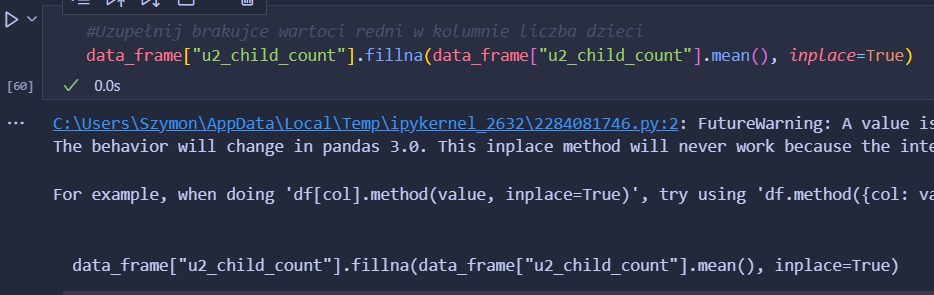 #Uzupełnij brakujce wartoci redni w kolumnie liczba dzieci
data_frame["u2_child_count"].fillna(data_frame["u2_child_count"].mean(), inplace=True)
[60]
0.0s
C:\Users\Szymon\AppData\Local\Temp\ipykernel_2632\2284081746.py:2: FutureWarning: A value is
The behavior will change in pandas 3.0. This inplace method will never work because the inte
For example, when doing 'df[col].method(value, inplace=True)', try using 'df.method({col: va
data_frame["u2_child_count"].fillna(data_frame["u2_child_count"].mean(), inplace=True)